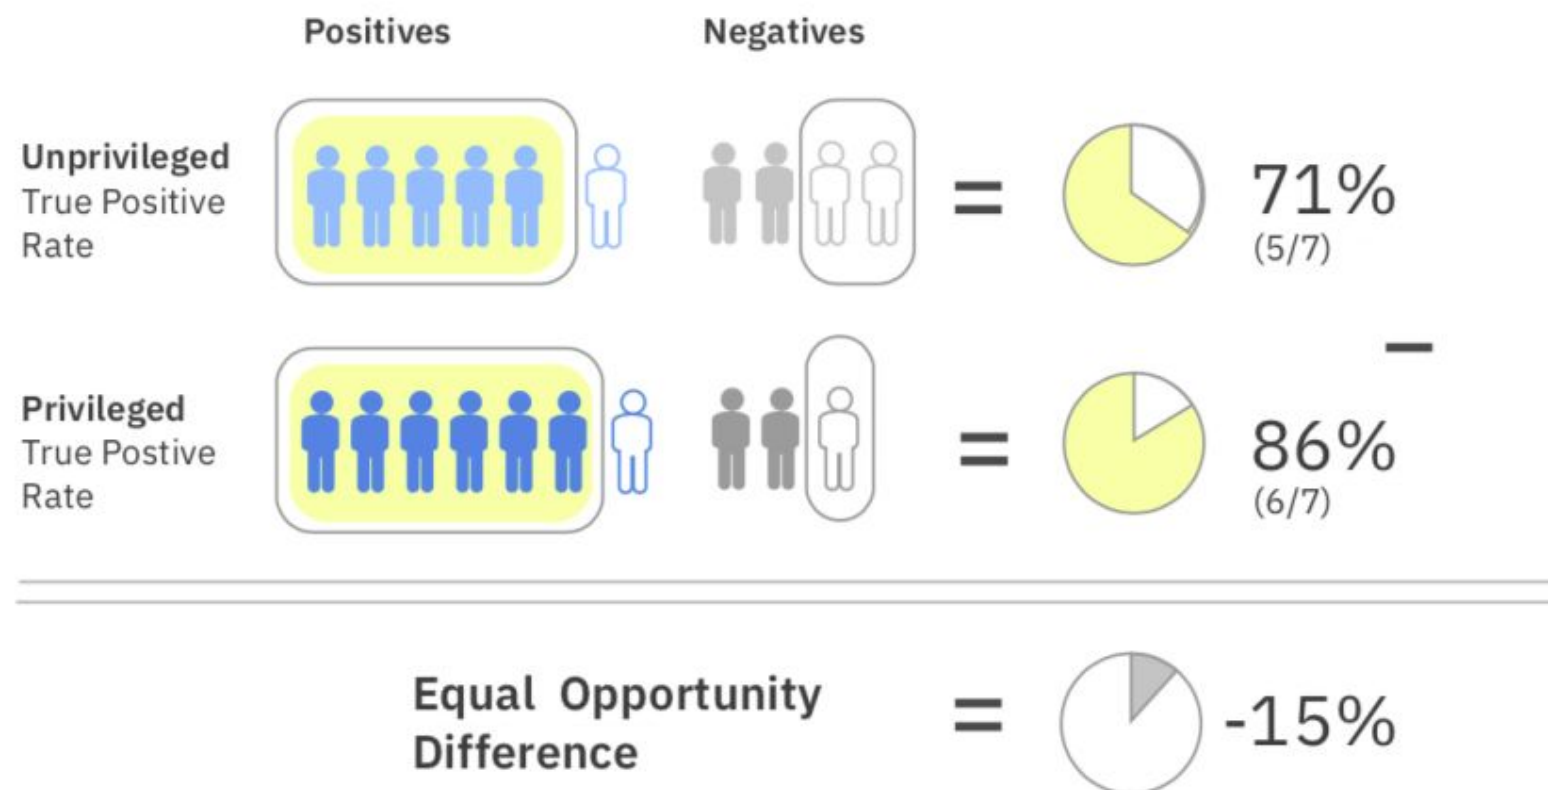 Positives
Negatives
Unprivileged
True Positive
Rate
=
71%
(5/7)
–
Privileged
True Postive
Rate
=
86%
(6/7)
Equal Opportunity
Difference
=
-15%